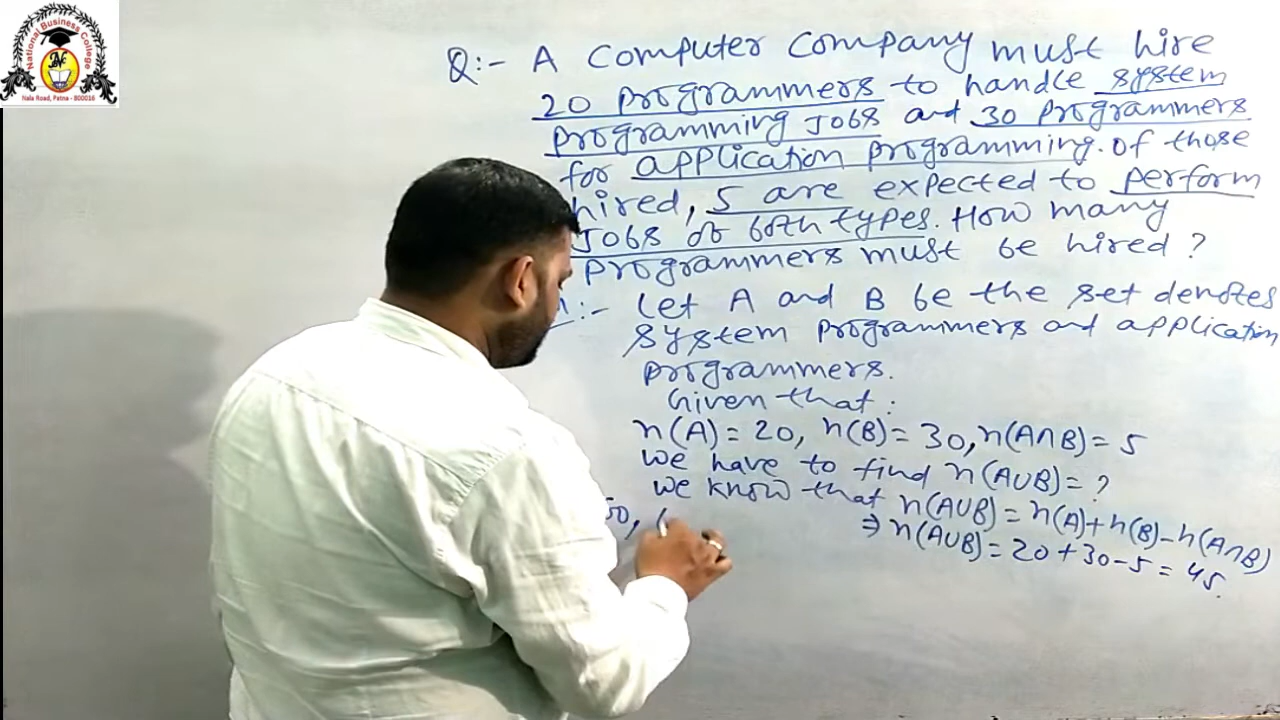 National Business College
NBC
Nala Road, Patna - 800016
Q:- A Computer Company must hire
20 programmers to handle system
programming Jobs and 30 programmers
for application programming. Of those
hired, 5 are expected to perform
Jobs of both types. How many
programmers must be hired ?
:- Let A and B be the set denotes
system programmers and application
programmers.
Given that:
n(A) = 20, n(B) = 30, n(A∩B) = 5
We have to find n(A∪B) = ?
We know that n(A∪B) = n(A) + n(B) - n(A∩B)
⇒ n(A∪B) = 20 + 30 - 5 = 45.